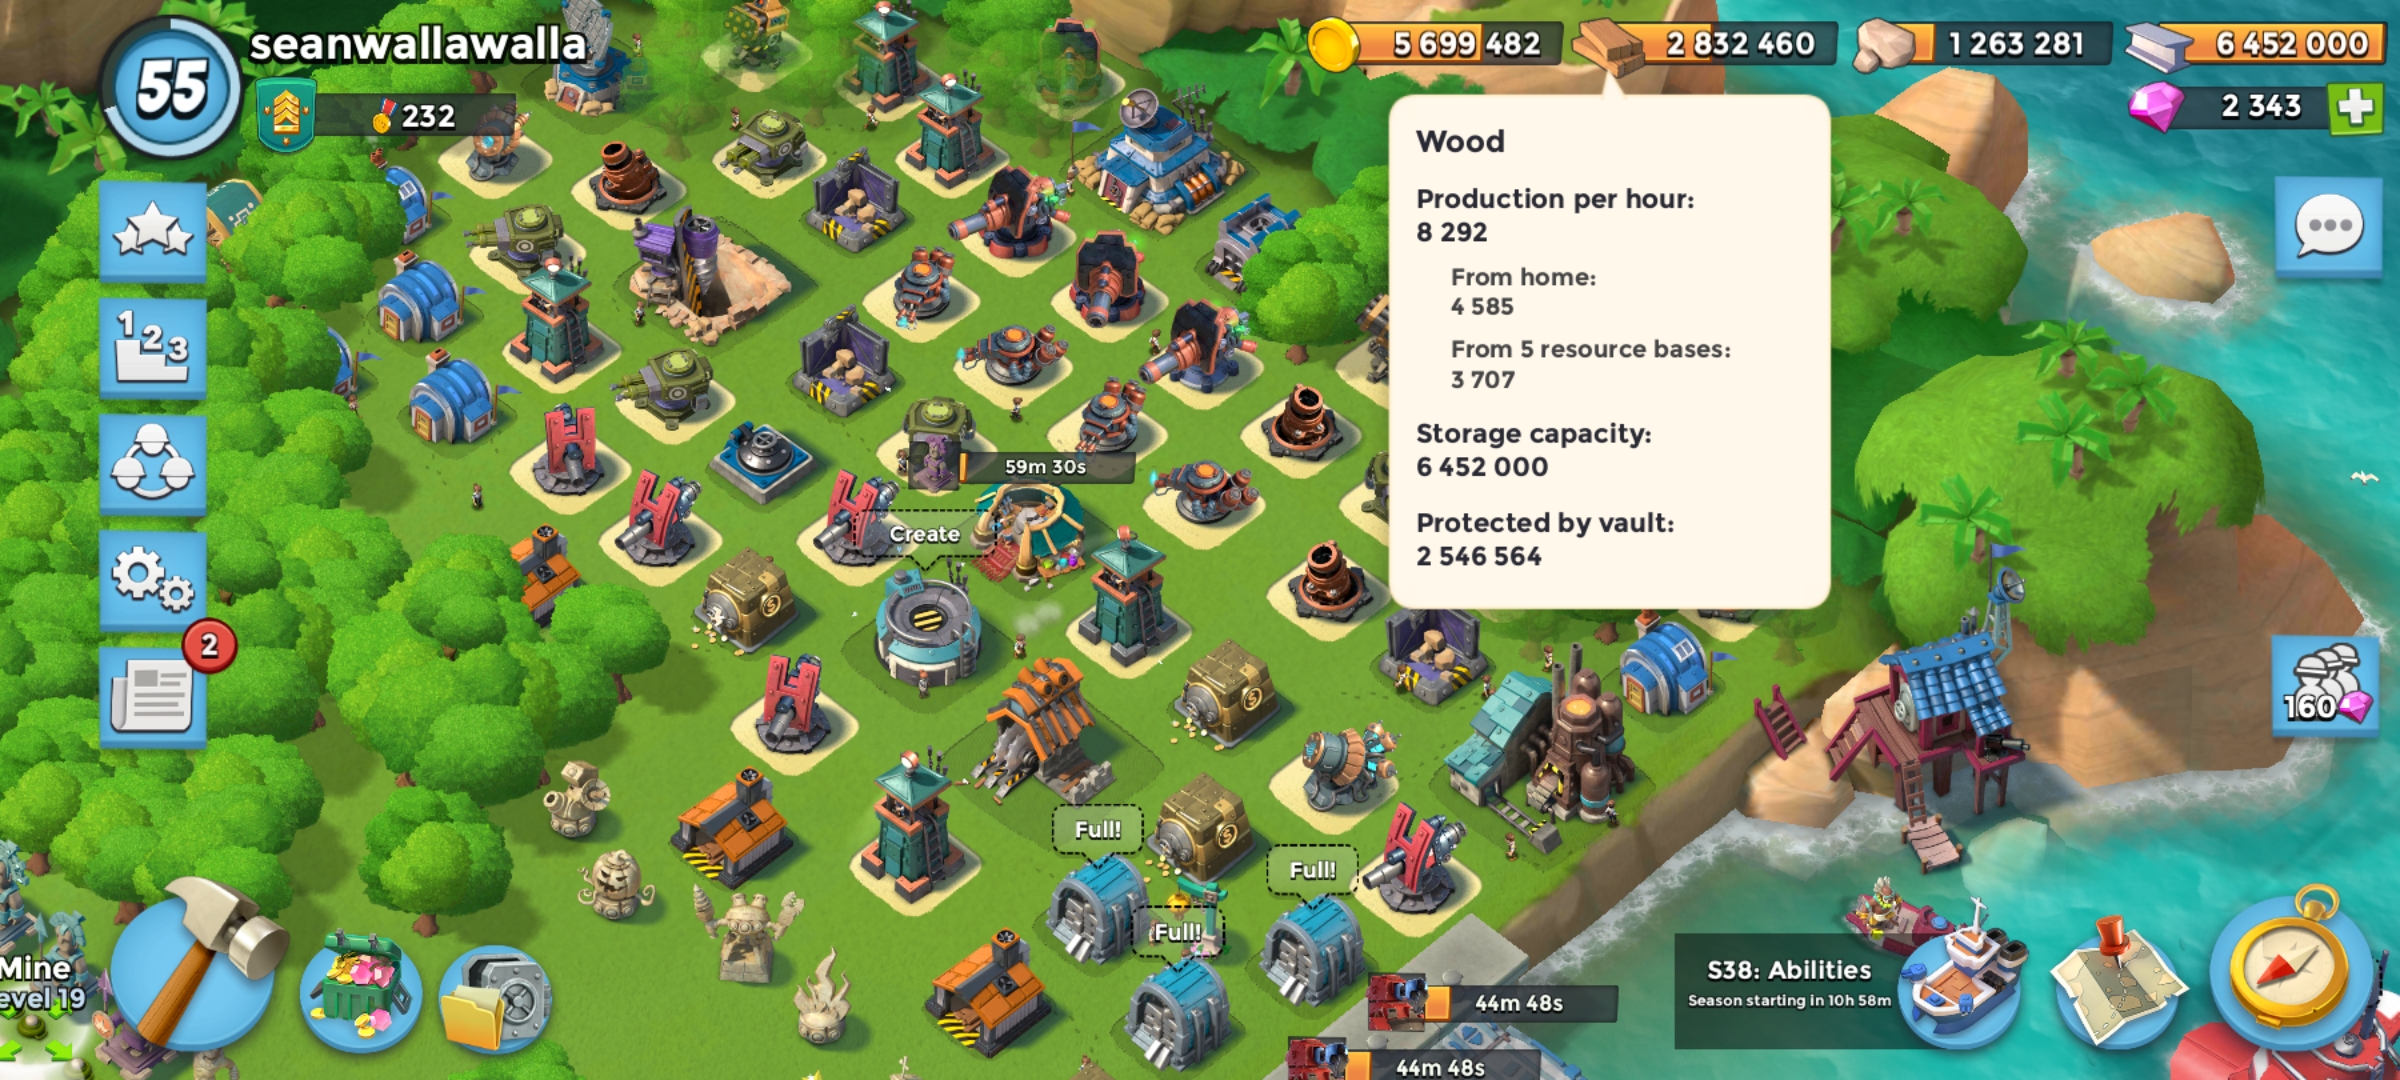 55
seanwallawalla
232
5 699 482
2 832 460
1 263 281
6 452 000
2 343
Wood
Production per hour:
8 292
From home:
4 585
From 5 resource bases:
3 707
Storage capacity:
6 452 000
Protected by vault:
2 546 564
1 2 3
59m 30s
Create
2
160
Full!
Full!
Full!
Mine
evel 19
44m 48s
44m 48s
S38: Abilities
Season starting in 10h 58m